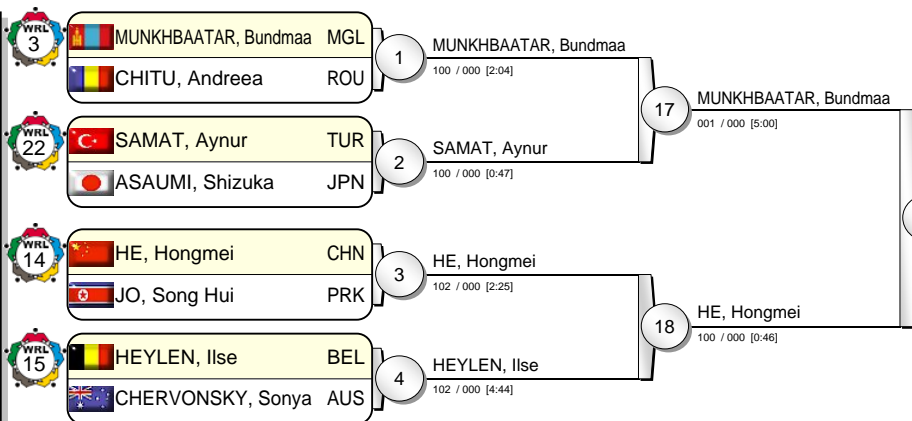 WRL
3
MUNKHBAATAR, Bundmaa MGL
CHITU, Andreea ROU
1
MUNKHBAATAR, Bundmaa
100 / 000 [2:04]
WRL
22
SAMAT, Aynur TUR
ASAUMI, Shizuka JPN
2
SAMAT, Aynur
100 / 000 [0:47]
17
MUNKHBAATAR, Bundmaa
001 / 000 [5:00]
WRL
14
HE, Hongmei CHN
JO, Song Hui PRK
3
HE, Hongmei
102 / 000 [2:25]
WRL
15
HEYLEN, Ilse BEL
CHERVONSKY, Sonya AUS
4
HEYLEN, Ilse
102 / 000 [4:44]
18
HE, Hongmei
100 / 000 [0:46]